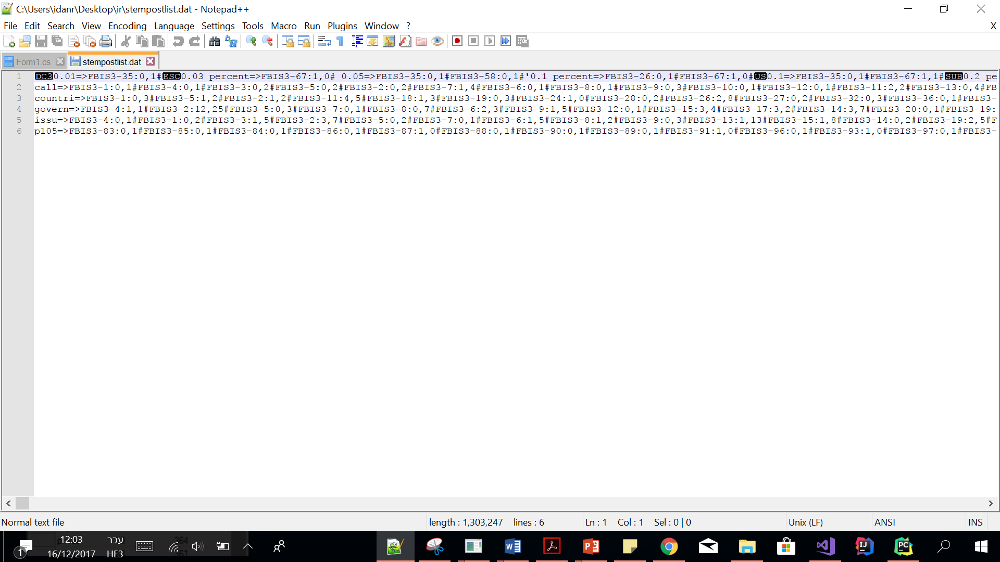 C:\Users\idanr\Desktop\ir\stempostlist.dat - Notepad++
File Edit Search View Encoding Language Settings Tools Macro Run Plugins Window ? X
Form1.cs stempostlist.dat
1 DC30.01=>FBIS3-35:0,1#ESC0.03 percent=>FBIS3-67:1,0# 0.05=>FBIS3-35:0,1#FBIS3-58:0,1#'0.1 percent=>FBIS3-26:0,1#FBIS3-67:1,0#US0.1=>FBIS3-35:0,1#FBIS3-67:1,1#SUB0.2 pe
2 call=>FBIS3-1:0,1#FBIS3-4:0,1#FBIS3-3:0,2#FBIS3-5:0,2#FBIS3-2:0,2#FBIS3-7:1,4#FBIS3-6:0,1#FBIS3-8:0,1#FBIS3-9:0,3#FBIS3-10:0,1#FBIS3-12:0,1#FBIS3-11:2,2#FBIS3-13:0,4#FB
3 countri=>FBIS3-1:0,3#FBIS3-5:1,2#FBIS3-2:1,2#FBIS3-11:4,5#FBIS3-18:1,3#FBIS3-19:0,3#FBIS3-24:1,0#FBIS3-28:0,2#FBIS3-26:2,8#FBIS3-27:0,2#FBIS3-32:0,3#FBIS3-36:0,1#FBIS3-
4 govern=>FBIS3-4:1,1#FBIS3-2:12,25#FBIS3-5:0,3#FBIS3-7:0,1#FBIS3-8:0,7#FBIS3-6:2,3#FBIS3-9:1,5#FBIS3-12:0,1#FBIS3-15:3,4#FBIS3-17:3,2#FBIS3-14:3,7#FBIS3-20:0,1#FBIS3-19:
5 issu=>FBIS3-4:0,1#FBIS3-1:0,2#FBIS3-3:1,5#FBIS3-2:3,7#FBIS3-5:0,2#FBIS3-7:0,1#FBIS3-6:1,5#FBIS3-8:1,2#FBIS3-9:0,3#FBIS3-13:1,13#FBIS3-15:1,8#FBIS3-14:0,2#FBIS3-19:2,5#F
6 p105=>FBIS3-83:0,1#FBIS3-85:0,1#FBIS3-84:0,1#FBIS3-86:0,1#FBIS3-87:1,0#FBIS3-88:0,1#FBIS3-90:0,1#FBIS3-89:0,1#FBIS3-91:1,0#FBIS3-96:0,1#FBIS3-93:1,0#FBIS3-97:0,1#FBIS3-
Normal text file length : 1,303,247 lines : 6 Ln : 1 Col : 1 Sel : 0 | 0 Unix (LF) ANSI INS
12:03 עבר
1 16/12/2017 HE3